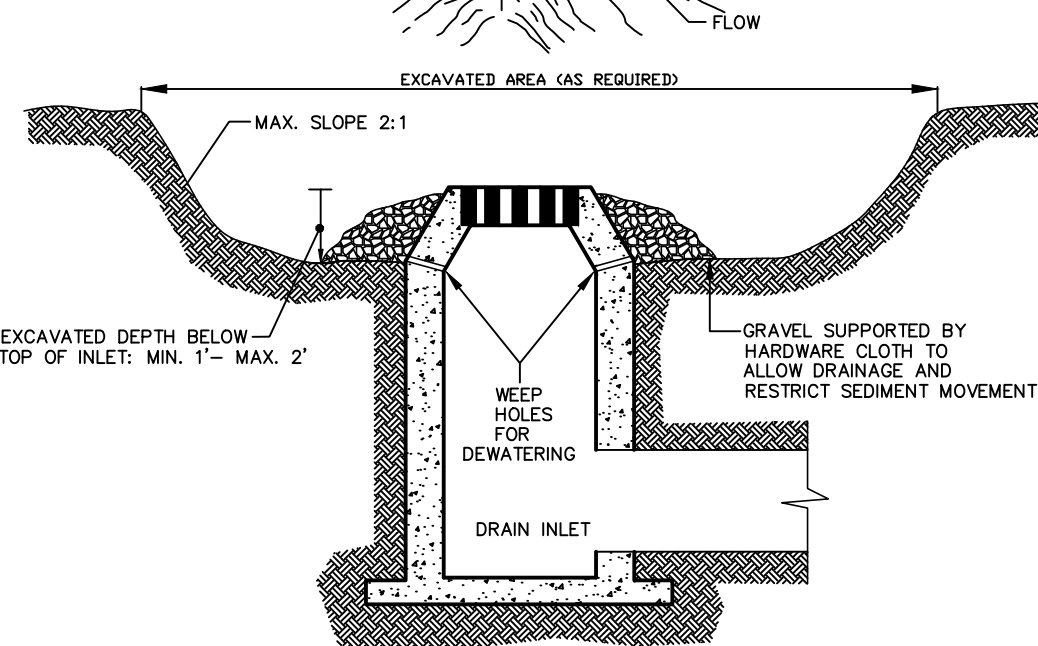 FLOW
EXCAVATED AREA (AS REQUIRED)
MAX. SLOPE 2:1
EXCAVATED DEPTH BELOW
TOP OF INLET: MIN. 1'– MAX. 2'
GRAVEL SUPPORTED BY
HARDWARE CLOTH TO
ALLOW DRAINAGE AND
RESTRICT SEDIMENT MOVEMENT
WEEP
HOLES
FOR
DEWATERING
DRAIN INLET